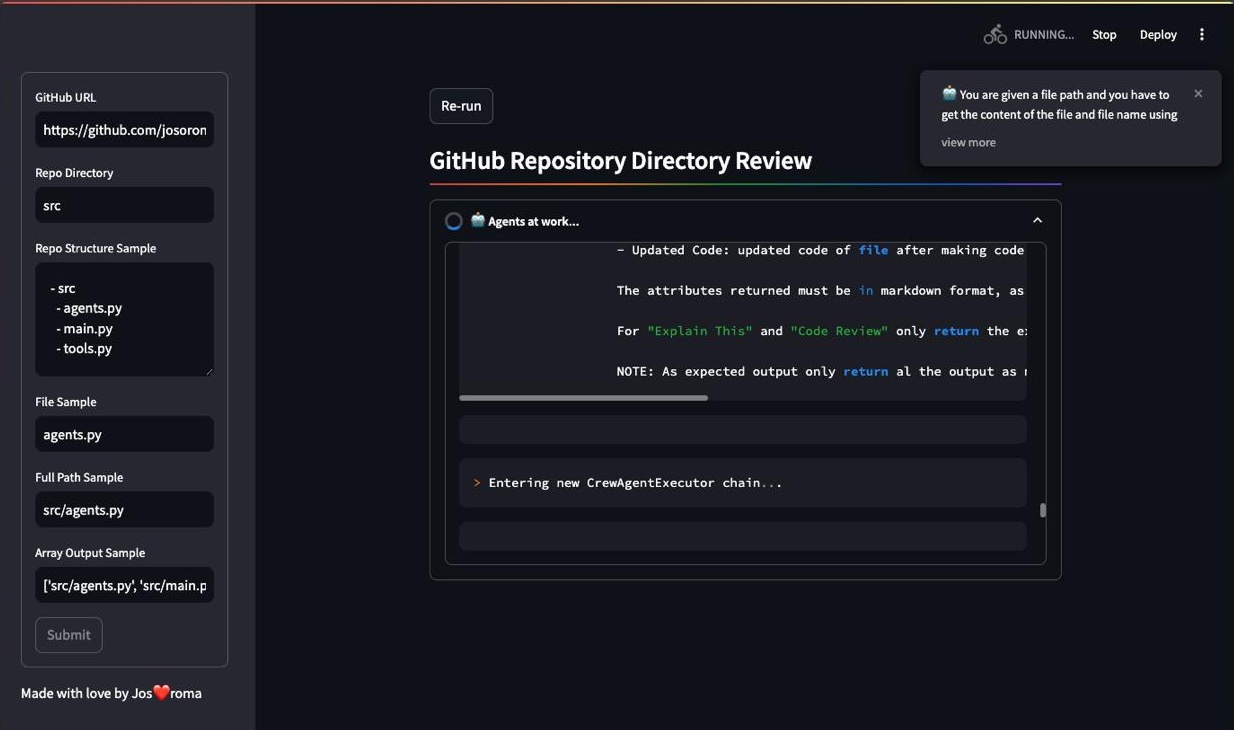 RUNNING...
Stop
Deploy
GitHub URL
https://github.com/josoron
Repo Directory
src
Repo Structure Sample
- src
- agents.py
- main.py
- tools.py
File Sample
agents.py
Full Path Sample
src/agents.py
Array Output Sample
['src/agents.py', 'src/main.p
Submit
Made with love by Jos❤️roma
Re-run
GitHub Repository Directory Review
🤖 Agents at work...
- Updated Code: updated code of file after making code
The attributes returned must be in markdown format, as
For "Explain This" and "Code Review" only return the
NOTE: As expected output only return al the output as
> Entering new CrewAgentExecutor chain...
🤖 You are given a file path and you have to
get the content of the file and file name using
view more